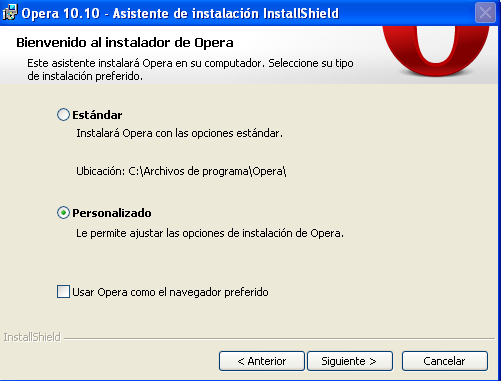 Opera 10.10 - Asistente de instalación InstallShield
Bienvenido al instalador de Opera
Este asistente instalará Opera en su computador. Seleccione su tipo
de instalación preferido.
Estándar
Instalará Opera con las opciones estándar.
Ubicación: C:\Archivos de programa\Opera\
Personalizado
Le permite ajustar las opciones de instalación de Opera.
Usar Opera como el navegador preferido
InstallShield
< Anterior
Siguiente >
Cancelar